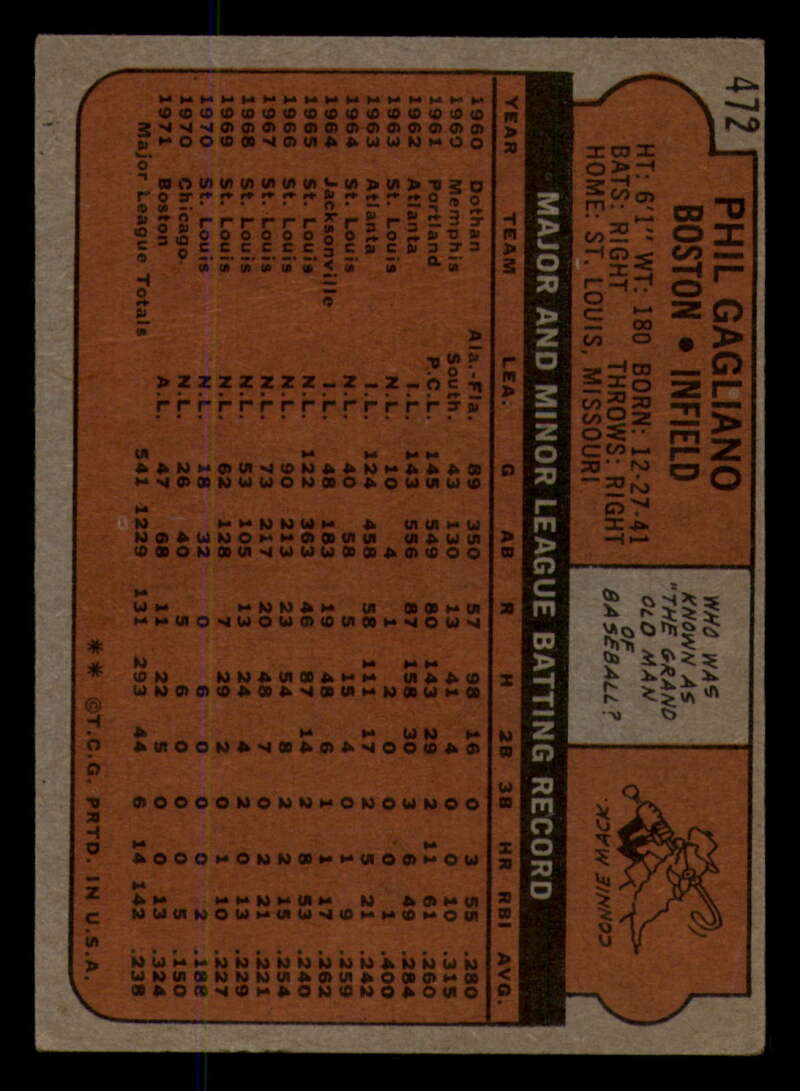 472
PHIL GAGLIANO
BOSTON • INFIELD
HT: 6'1" WT: 180 BORN: 12-27-41
BATS: RIGHT THROWS: RIGHT
HOME: ST. LOUIS, MISSOURI
WHO WAS
KNOWN AS
"THE GRAND
OLD MAN
OF
BASEBALL?
CONNIE MACK.
MAJOR AND MINOR LEAGUE BATTING RECORD
YEAR TEAM LEA. G AB R H 2B 3B HR RBI AVG.
1960 Dothan Ala.-Fla. 89 350 57 98 16 0 3 55 .280
1960 Memphis South. 43 130 13 41 4 0 0 10 .315
1961 Portland P.C.L. 145 549 80 143 29 2 11 61 .260
1962 Atlanta I.L. 143 556 87 158 30 3 6 49 .284
1963 St. Louis N.L. 10 4 1 2 0 0 0 1 .400
1963 Atlanta I.L. 124 458 58 111 17 2 5 21 .242
1964 St. Louis N.L. 40 58 5 15 4 0 1 9 .259
1964 Jacksonville I.L. 48 183 19 48 6 1 1 17 .262
1965 St. Louis N.L. 122 363 46 87 14 2 8 53 .240
1966 St. Louis N.L. 90 213 23 54 8 2 2 15 .254
1967 St. Louis N.L. 73 217 20 48 7 0 2 21 .221
1968 St. Louis N.L. 53 105 13 24 4 2 0 13 .229
1969 St. Louis N.L. 62 128 7 29 2 0 1 10 .227
1970 St. Louis N.L. 18 32 0 6 0 0 0 2 .188
1970 Chicago N.L. 26 40 5 6 0 0 0 5 .150
1971 Boston A.L. 47 68 11 22 5 0 0 13 .324
Major League Totals 541 1229 131 293 44 6 14 142 .238
** ©T.C.G. PRTD. IN U.S.A.